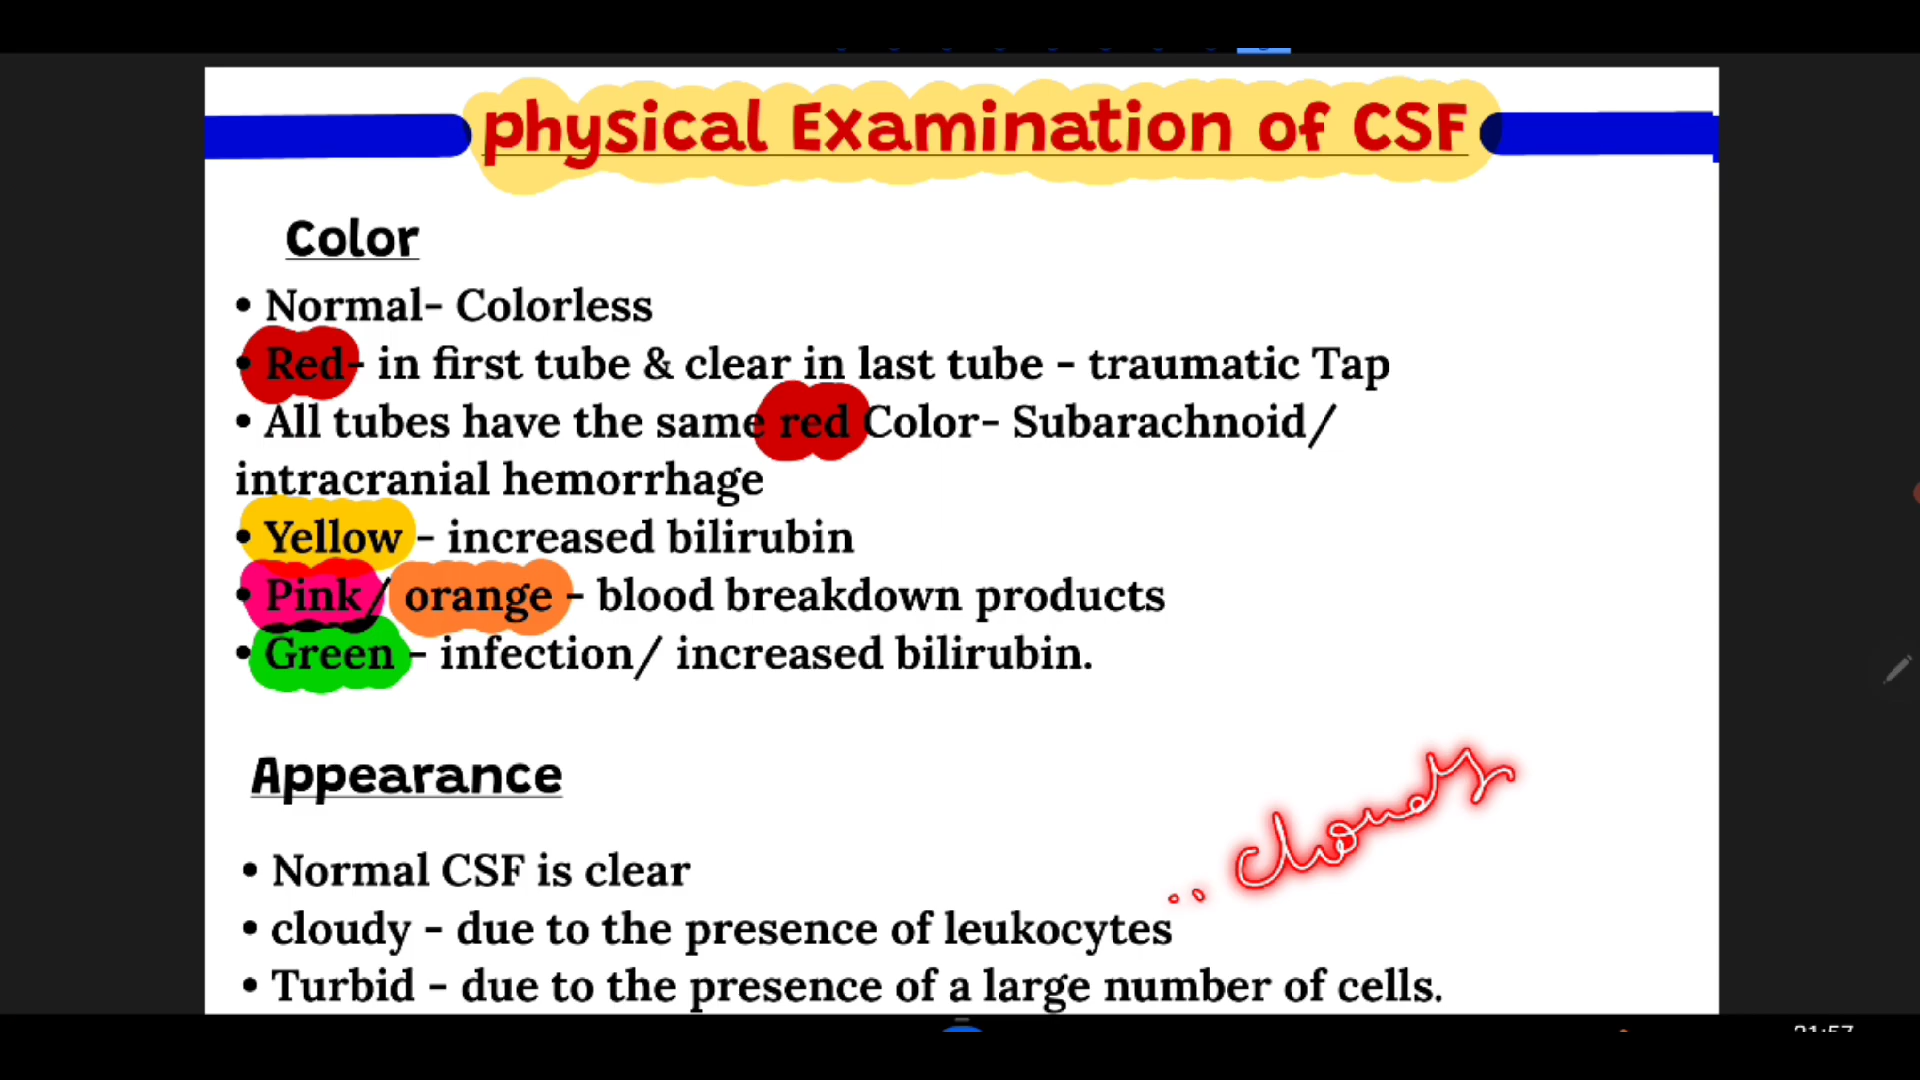 physical Examination of CSF
Color
• Normal- Colorless
• Red- in first tube & clear in last tube - traumatic Tap
• All tubes have the same red Color- Subarachnoid/
intracranial hemorrhage
• Yellow - increased bilirubin
• Pink/ orange - blood breakdown products
• Green - infection/ increased bilirubin.
Appearance
cloudy
• Normal CSF is clear
• cloudy - due to the presence of leukocytes
• Turbid - due to the presence of a large number of cells.